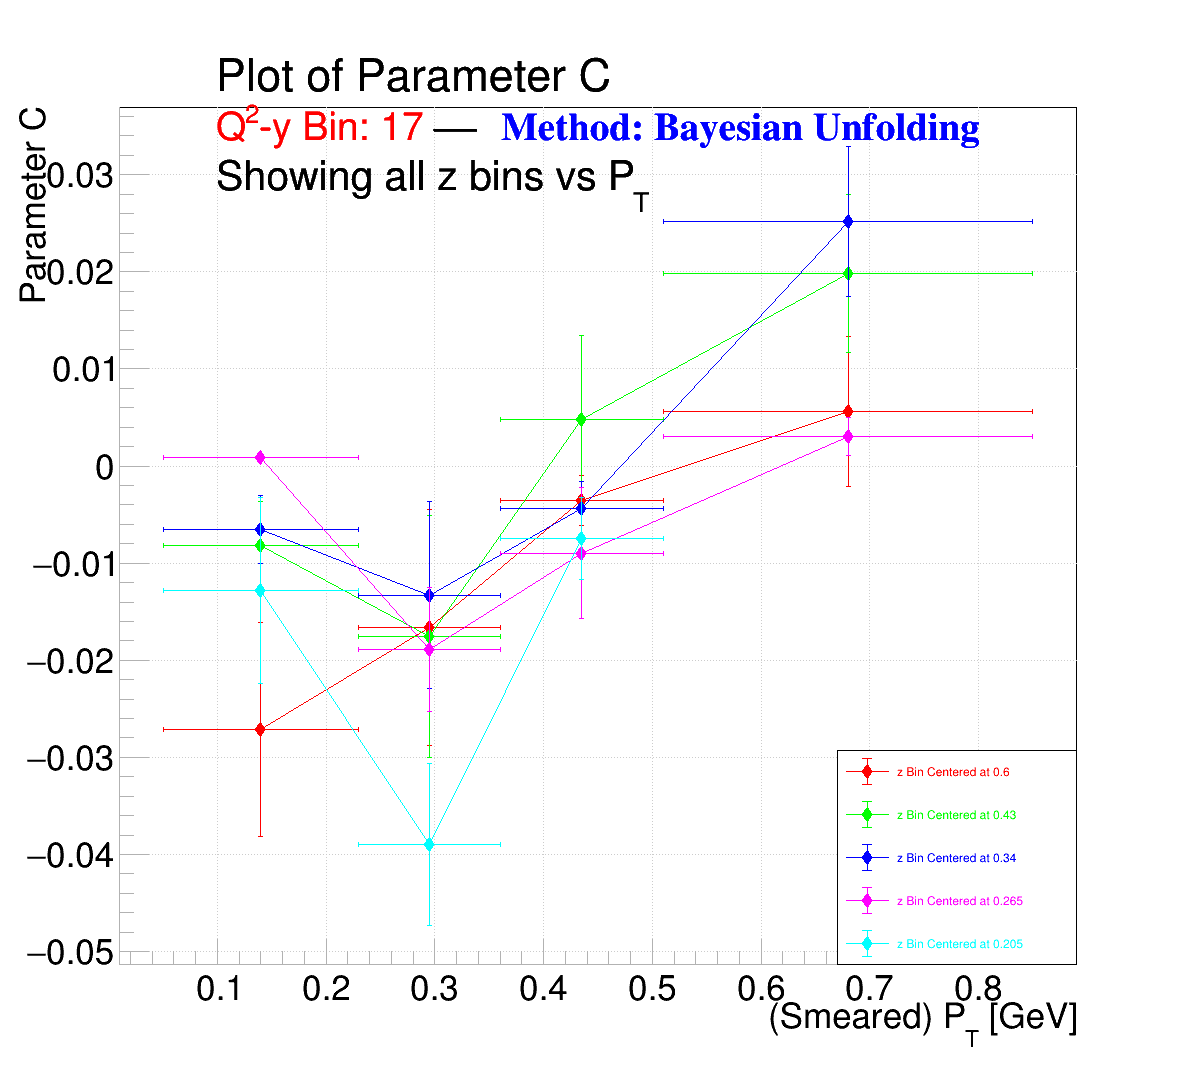 Plot of Parameter C
Q²-y Bin: 17 — Method: Bayesian Unfolding
Showing all z bins vs P_T
Parameter C
0.03
0.02
0.01
0
−0.01
−0.02
−0.03
−0.04
−0.05
z Bin Centered at 0.6
z Bin Centered at 0.43
z Bin Centered at 0.34
z Bin Centered at 0.265
z Bin Centered at 0.205
0.1 0.2 0.3 0.4 0.5 0.6 0.7 0.8
(Smeared) P_T [GeV]